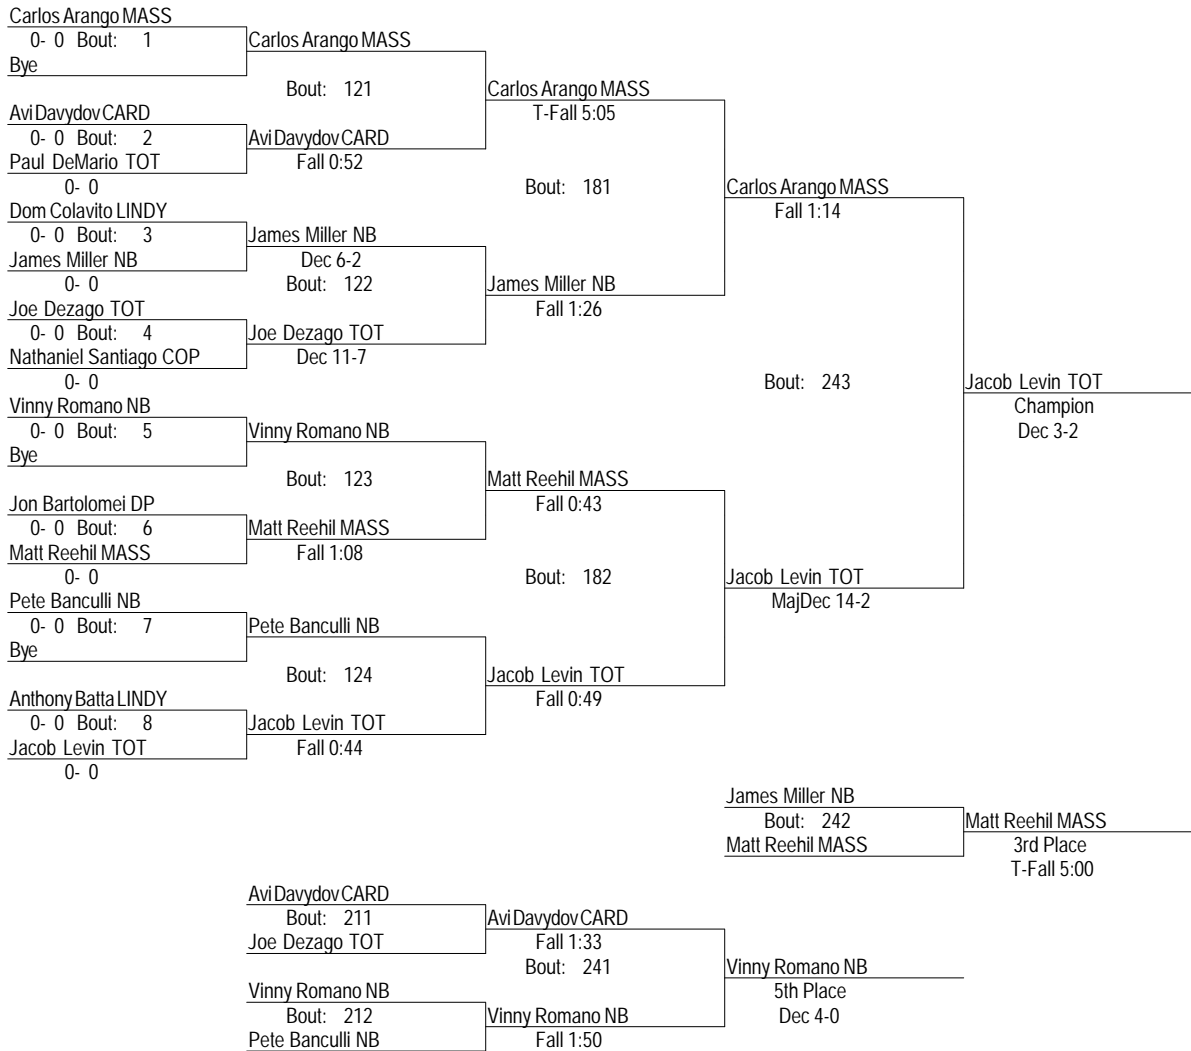 Carlos Arango MASS
0- 0 Bout: 1
Bye
Avi Davydov CARD
0- 0 Bout: 2
Paul DeMario TOT
0- 0
Dom Colavito LINDY
0- 0 Bout: 3
James Miller NB
0- 0
Joe Dezago TOT
0- 0 Bout: 4
Nathaniel Santiago COP
0- 0
Vinny Romano NB
0- 0 Bout: 5
Bye
Jon Bartolomei DP
0- 0 Bout: 6
Matt Reehil MASS
0- 0
Pete Banculli NB
0- 0 Bout: 7
Bye
Anthony Batta LINDY
0- 0 Bout: 8
Jacob Levin TOT
0- 0
Carlos Arango MASS
Bout: 121
Avi Davydov CARD
Fall 0:52
James Miller NB
Dec 6-2
Bout: 122
Joe Dezago TOT
Dec 11-7
Vinny Romano NB
Bout: 123
Matt Reehil MASS
Fall 1:08
Pete Banculli NB
Bout: 124
Jacob Levin TOT
Fall 0:44
Carlos Arango MASS
T-Fall 5:05
Bout: 181
James Miller NB
Fall 1:26
Matt Reehil MASS
Fall 0:43
Bout: 182
Jacob Levin TOT
Fall 0:49
Carlos Arango MASS
Fall 1:14
Bout: 243
Jacob Levin TOT
MajDec 14-2
Jacob Levin TOT
Champion
Dec 3-2
James Miller NB
Bout: 242
Matt Reehil MASS
Matt Reehil MASS
3rd Place
T-Fall 5:00
Avi Davydov CARD
Bout: 211
Joe Dezago TOT
Vinny Romano NB
Bout: 212
Pete Banculli NB
Avi Davydov CARD
Fall 1:33
Bout: 241
Vinny Romano NB
Fall 1:50
Vinny Romano NB
5th Place
Dec 4-0